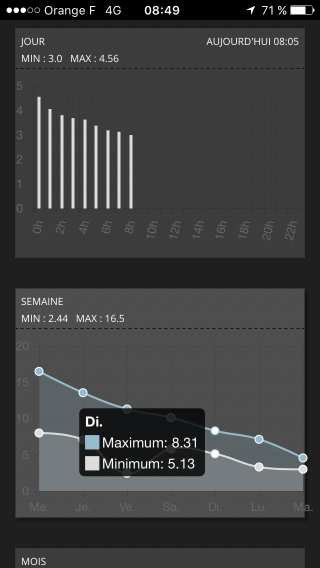 Orange F 4G 08:49 71 %
JOUR AUJOURD'HUI 08:05
MIN : 3.0 MAX : 4.56
5
4
3
2
1
0
0h 2h 4h 6h 8h 10h 12h 14h 16h 18h 20h 22h
SEMAINE
MIN : 2.44 MAX : 16.5
20
15
10
5
0
Di.
Maximum: 8.31
Minimum: 5.13
Me. Je. Ve. Sa. Di. Lu. Ma.
MOIS